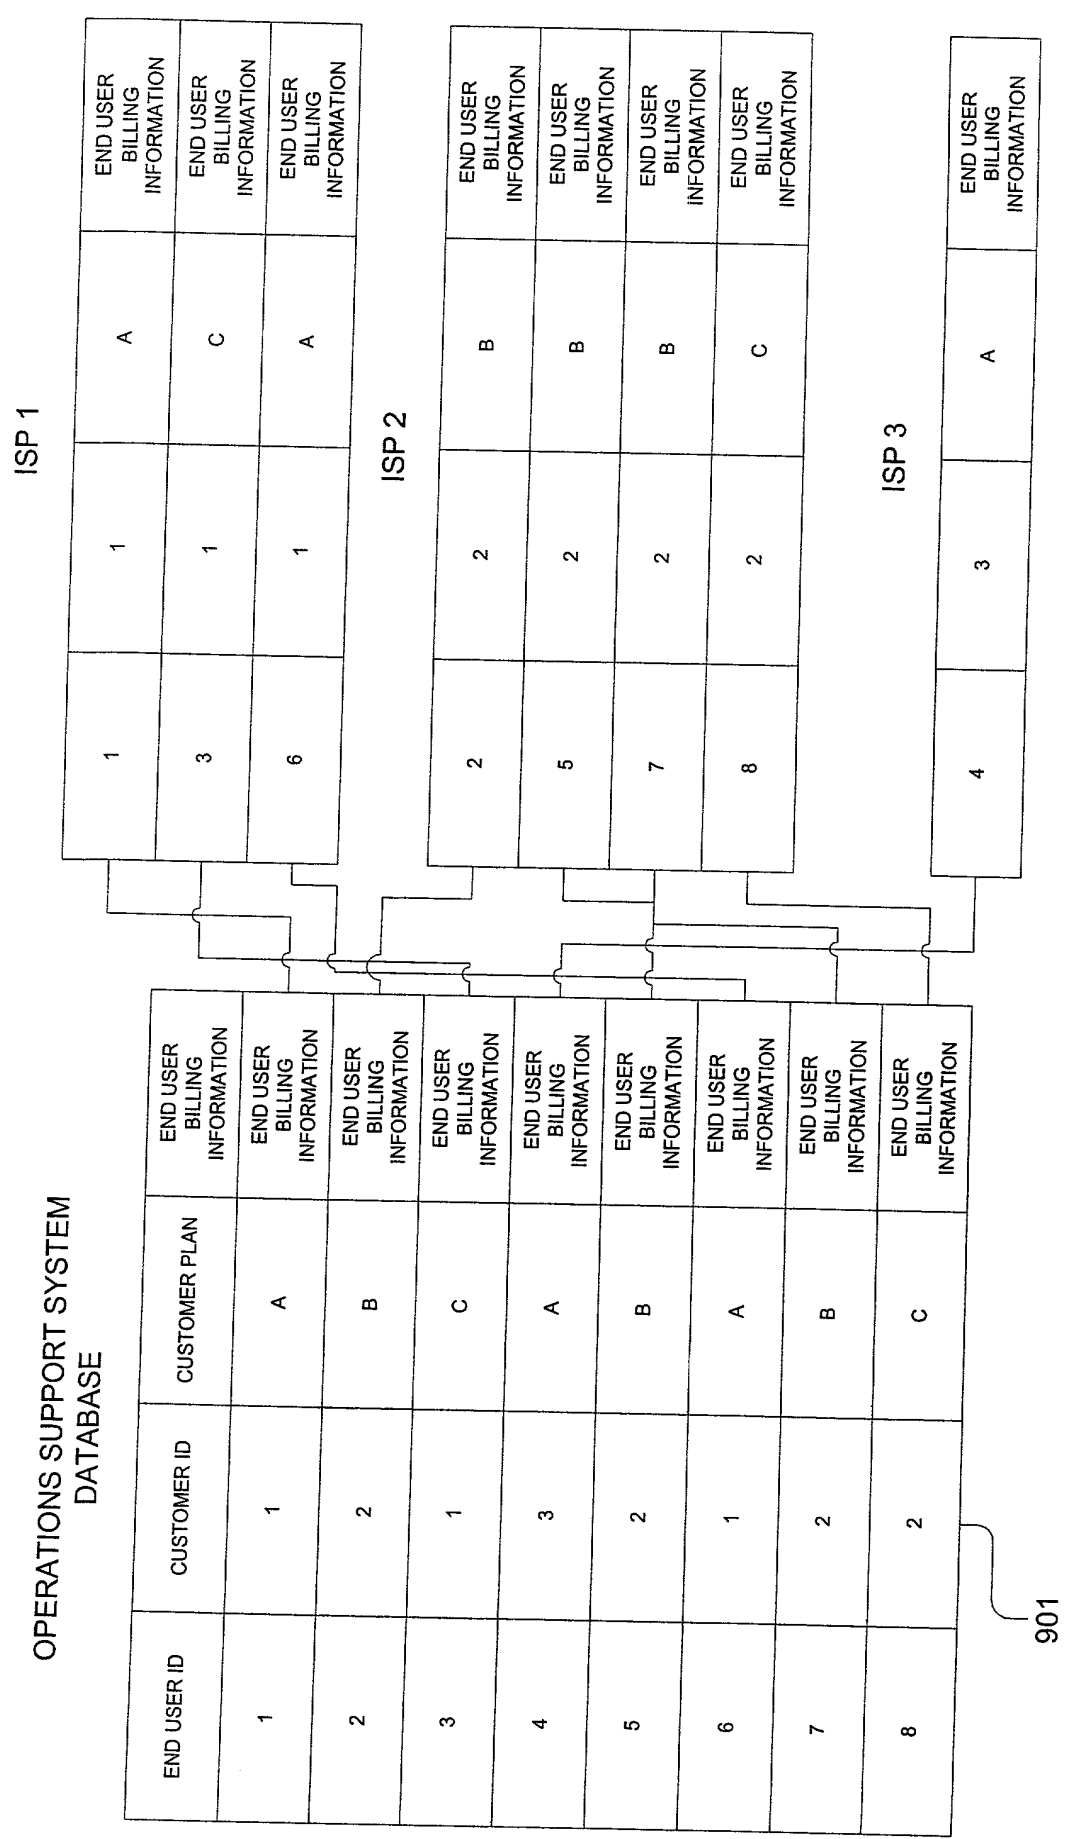 OPERATIONS SUPPORT SYSTEM
DATABASE
END USER ID
CUSTOMER ID
CUSTOMER PLAN
END USER
BILLING
INFORMATION
1
1
A
END USER
BILLING
INFORMATION
2
2
B
END USER
BILLING
INFORMATION
3
1
C
END USER
BILLING
INFORMATION
4
3
A
END USER
BILLING
INFORMATION
5
2
B
END USER
BILLING
INFORMATION
6
1
A
END USER
BILLING
INFORMATION
7
2
B
END USER
BILLING
INFORMATION
8
2
C
END USER
BILLING
INFORMATION
901
ISP 1
1
1
A
END USER
BILLING
INFORMATION
3
1
C
END USER
BILLING
INFORMATION
6
1
A
END USER
BILLING
INFORMATION
ISP 2
2
2
B
END USER
BILLING
INFORMATION
5
2
B
END USER
BILLING
INFORMATION
7
2
B
END USER
BILLING
INFORMATION
8
2
C
END USER
BILLING
INFORMATION
ISP 3
4
3
A
END USER
BILLING
INFORMATION